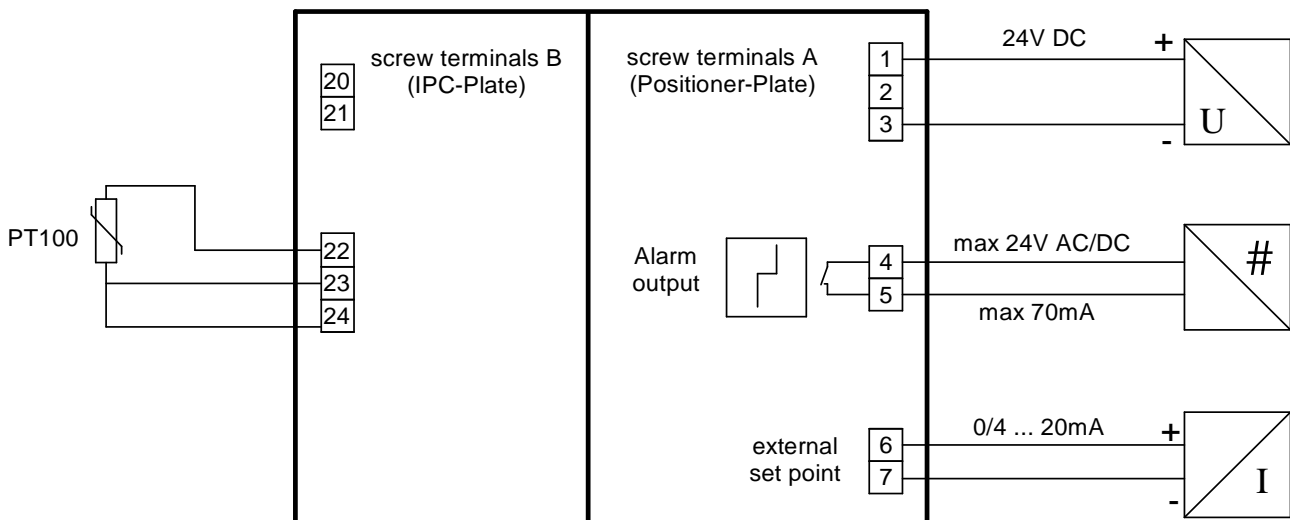 screw terminals B
(IPC-Plate)
20
21
PT100
22
23
24
screw terminals A
(Positioner-Plate)
1
2
3
24V DC
+
-
U
Alarm
output
4
5
max 24V AC/DC
max 70mA
#
external
set point
6
7
0/4 ... 20mA
+
-
I